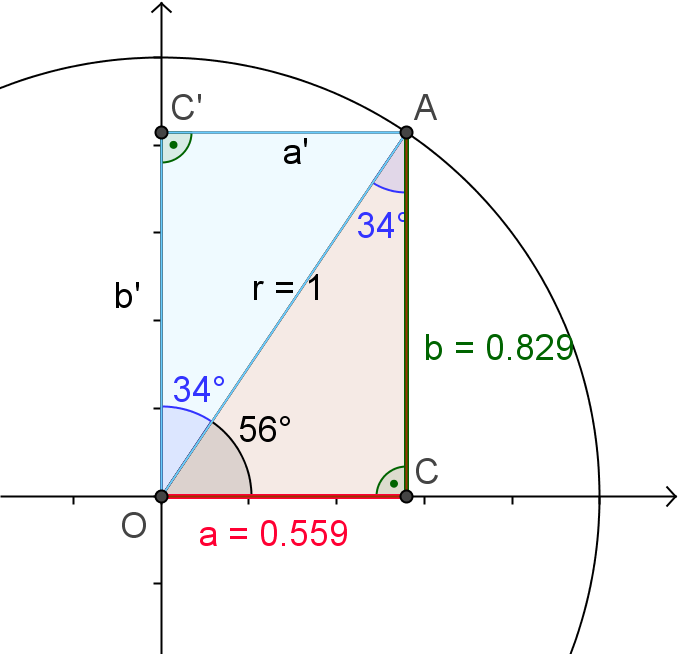 C'
A
a'
34°
b'
r = 1
b = 0.829
34°
56°
C
O
a = 0.559